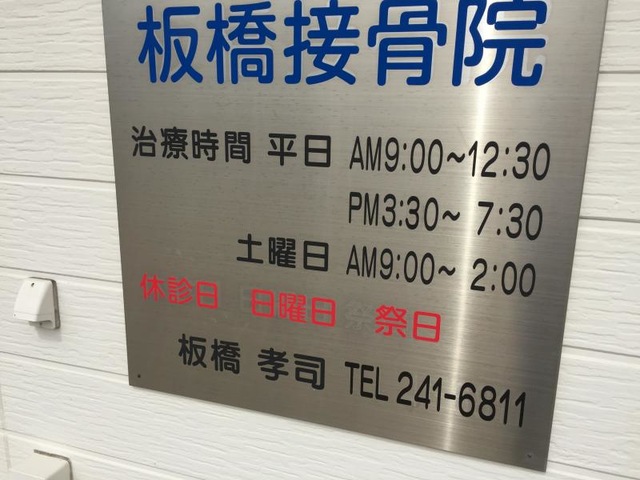 板橋接骨院
治療時間 平日 AM9:00~12:30
PM3:30~ 7:30
土曜日 AM9:00~ 2:00
休診日 日曜日 祭日
板橋 孝司 TEL 241-6811